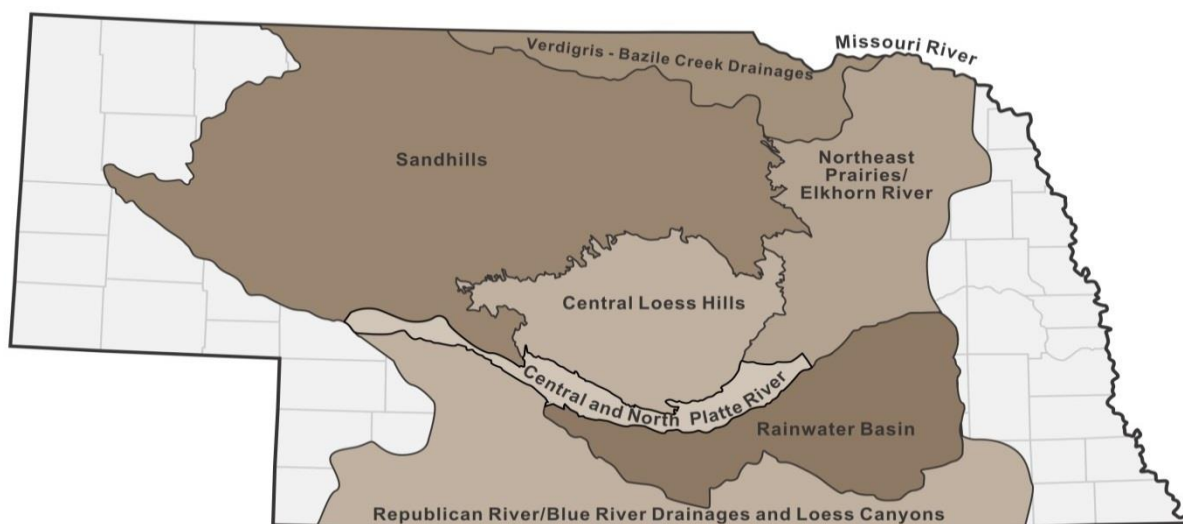 Missouri River
Verdigris - Bazile Creek Drainages
Sandhills
Northeast
Prairies/
Elkhorn River
Central Loess Hills
Central and North Platte River
Rainwater Basin
Republican River/Blue River Drainages and Loess Canyons